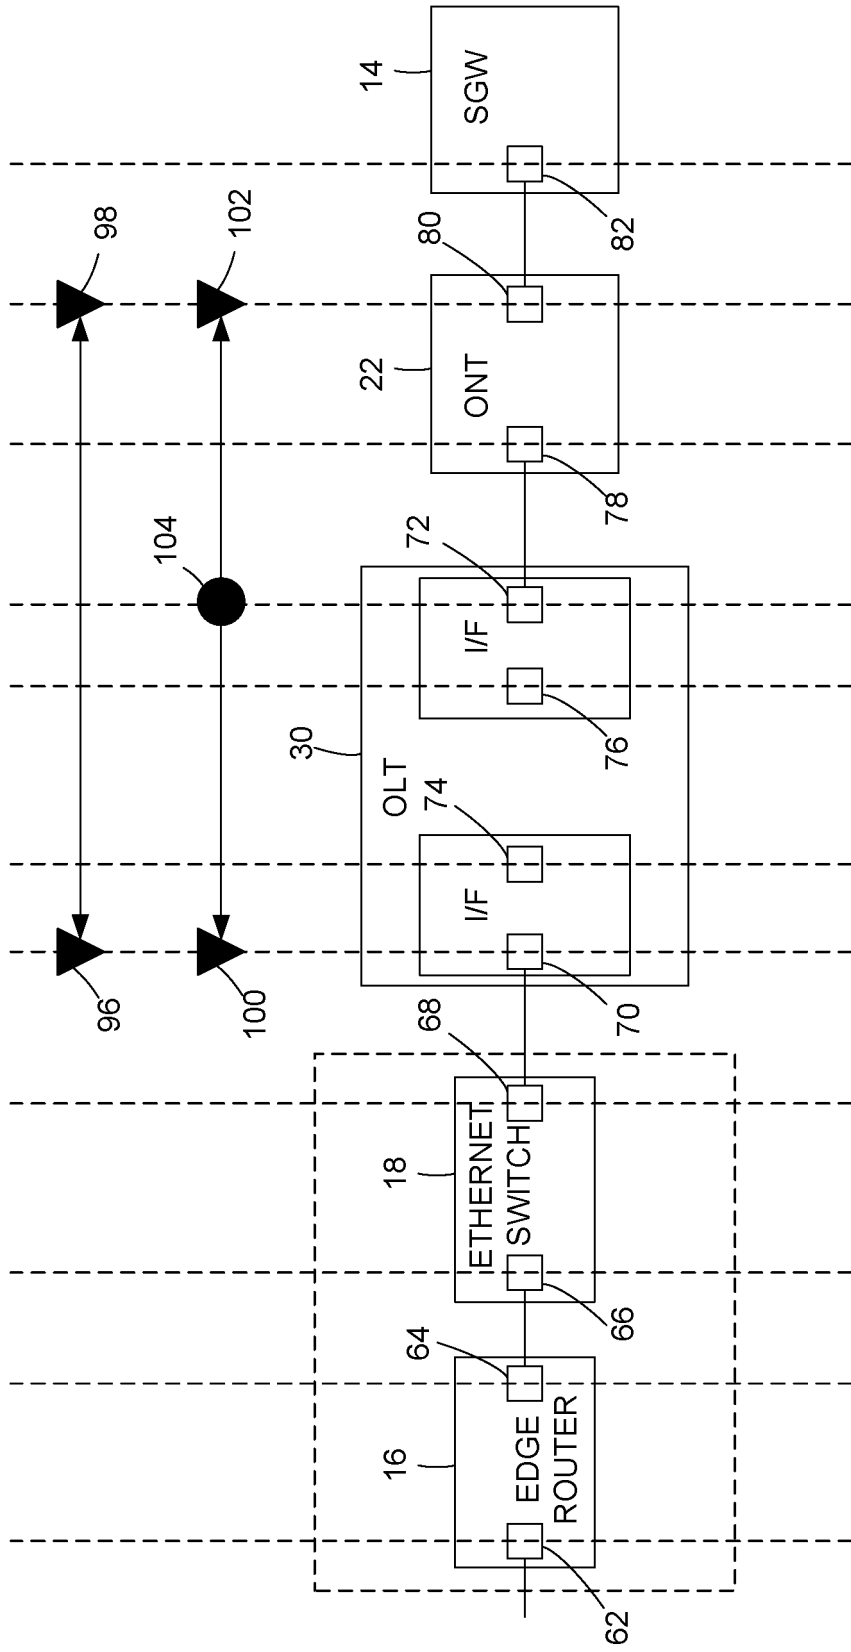 96
98
104
100
102
30
16
18
OLT
22
14
64
68
74
72
80
EDGE
ROUTER
ETHERNET
SWITCH
I/F
I/F
ONT
SGW
62
66
70
76
78
82